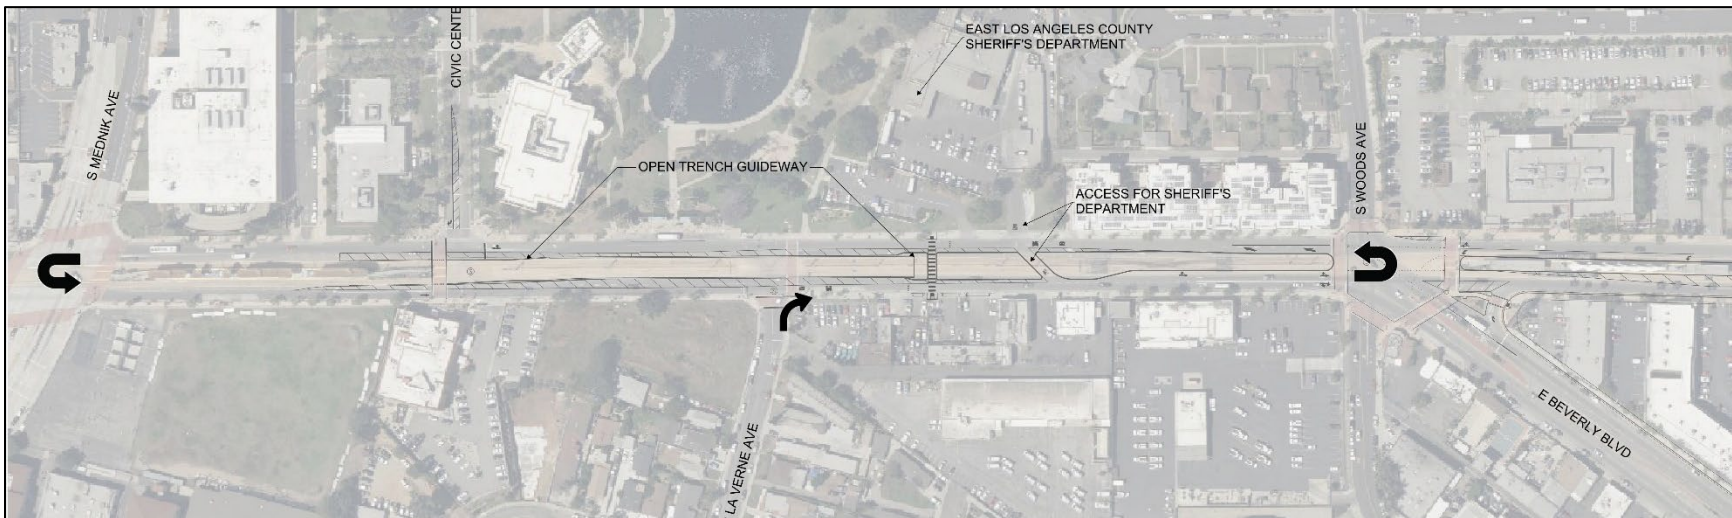 S MEDNIK AVE
CIVIC CENTE
EAST LOS ANGELES COUNTY
SHERIFF'S DEPARTMENT
OPEN TRENCH GUIDEWAY
ACCESS FOR SHERIFF'S
DEPARTMENT
S WOODS AVE
LA VERNE AVE
E BEVERLY BLVD